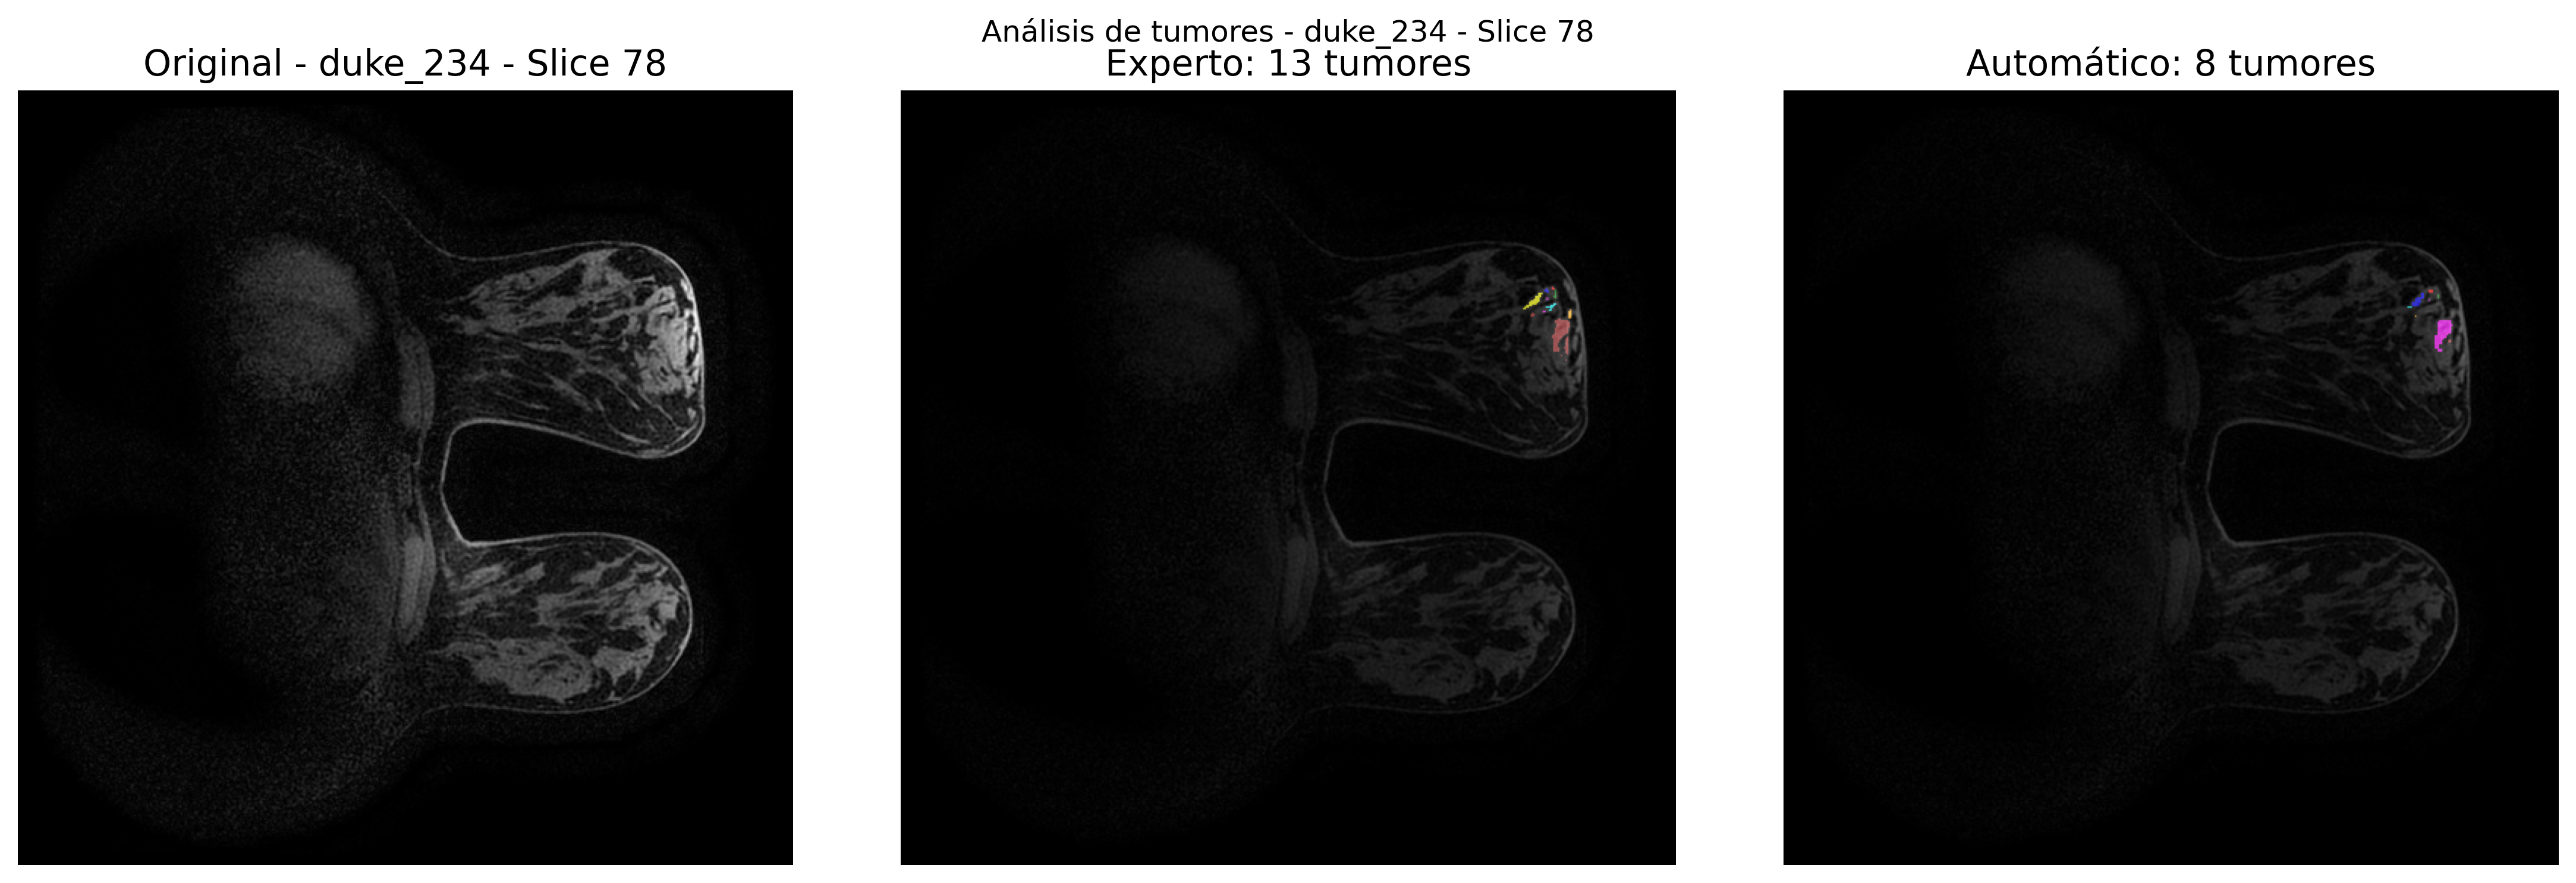 Análisis de tumores - duke_234 - Slice 78
Original - duke_234 - Slice 78
Experto: 13 tumores
Automático: 8 tumores